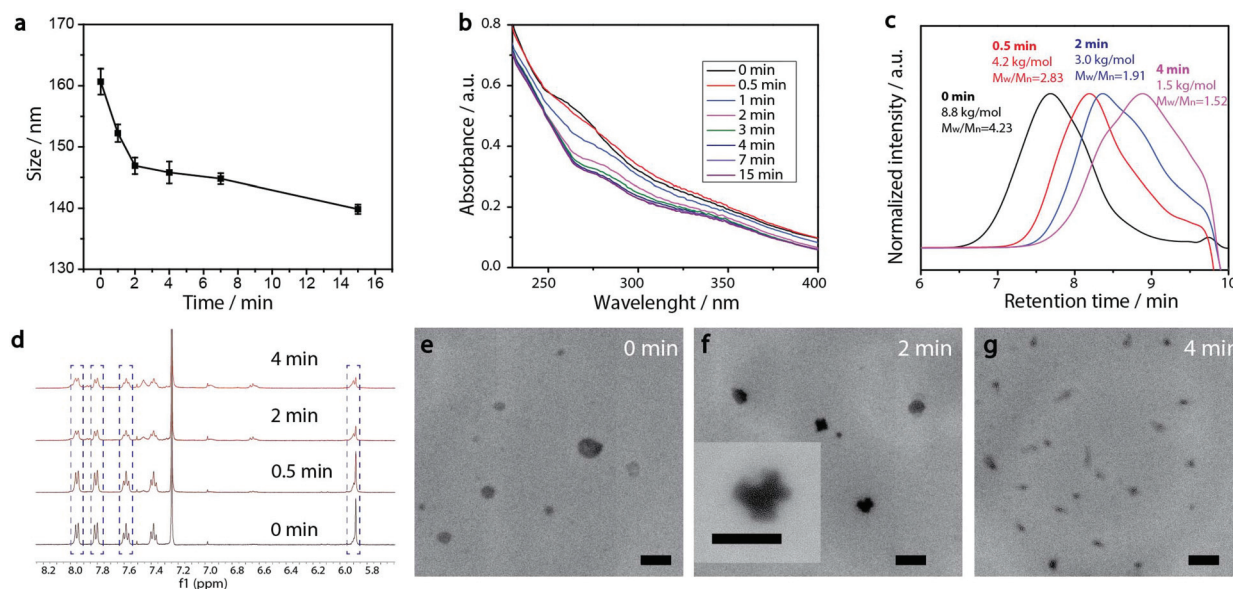 a
170
160
150
140
130
Size / nm
0 2 4 6 8 10 12 14 16
Time / min
b
0.8
0.6
0.4
0.2
0.0
Absorbance / a.u.
250 300 350 400
Wavelenght / nm
0 min
0.5 min
1 min
2 min
3 min
4 min
7 min
15 min
c
Normalized intensity / a.u.
0 min
8.8 kg/mol
Mw/Mn=4.23
0.5 min
4.2 kg/mol
Mw/Mn=2.83
2 min
3.0 kg/mol
Mw/Mn=1.91
4 min
1.5 kg/mol
Mw/Mn=1.52
6 7 8 9 10
Retention time / min
d
4 min
2 min
0.5 min
0 min
8.2 8.0 7.8 7.6 7.4 7.2 7.0 6.8 6.6 6.4 6.2 6.0 5.8
f1 (ppm)
e
0 min
f
2 min
g
4 min